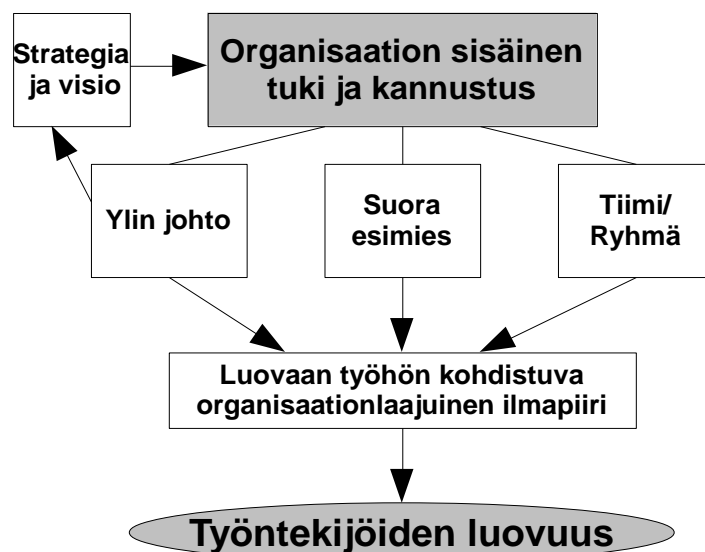 Strategia
ja visio
Organisaation sisäinen
tuki ja kannustus
Ylin johto
Suora
esimies
Tiimi/
Ryhmä
Luovaan työhön kohdistuva
organisaationlaajuinen ilmapiiri
Työntekijöiden luovuus